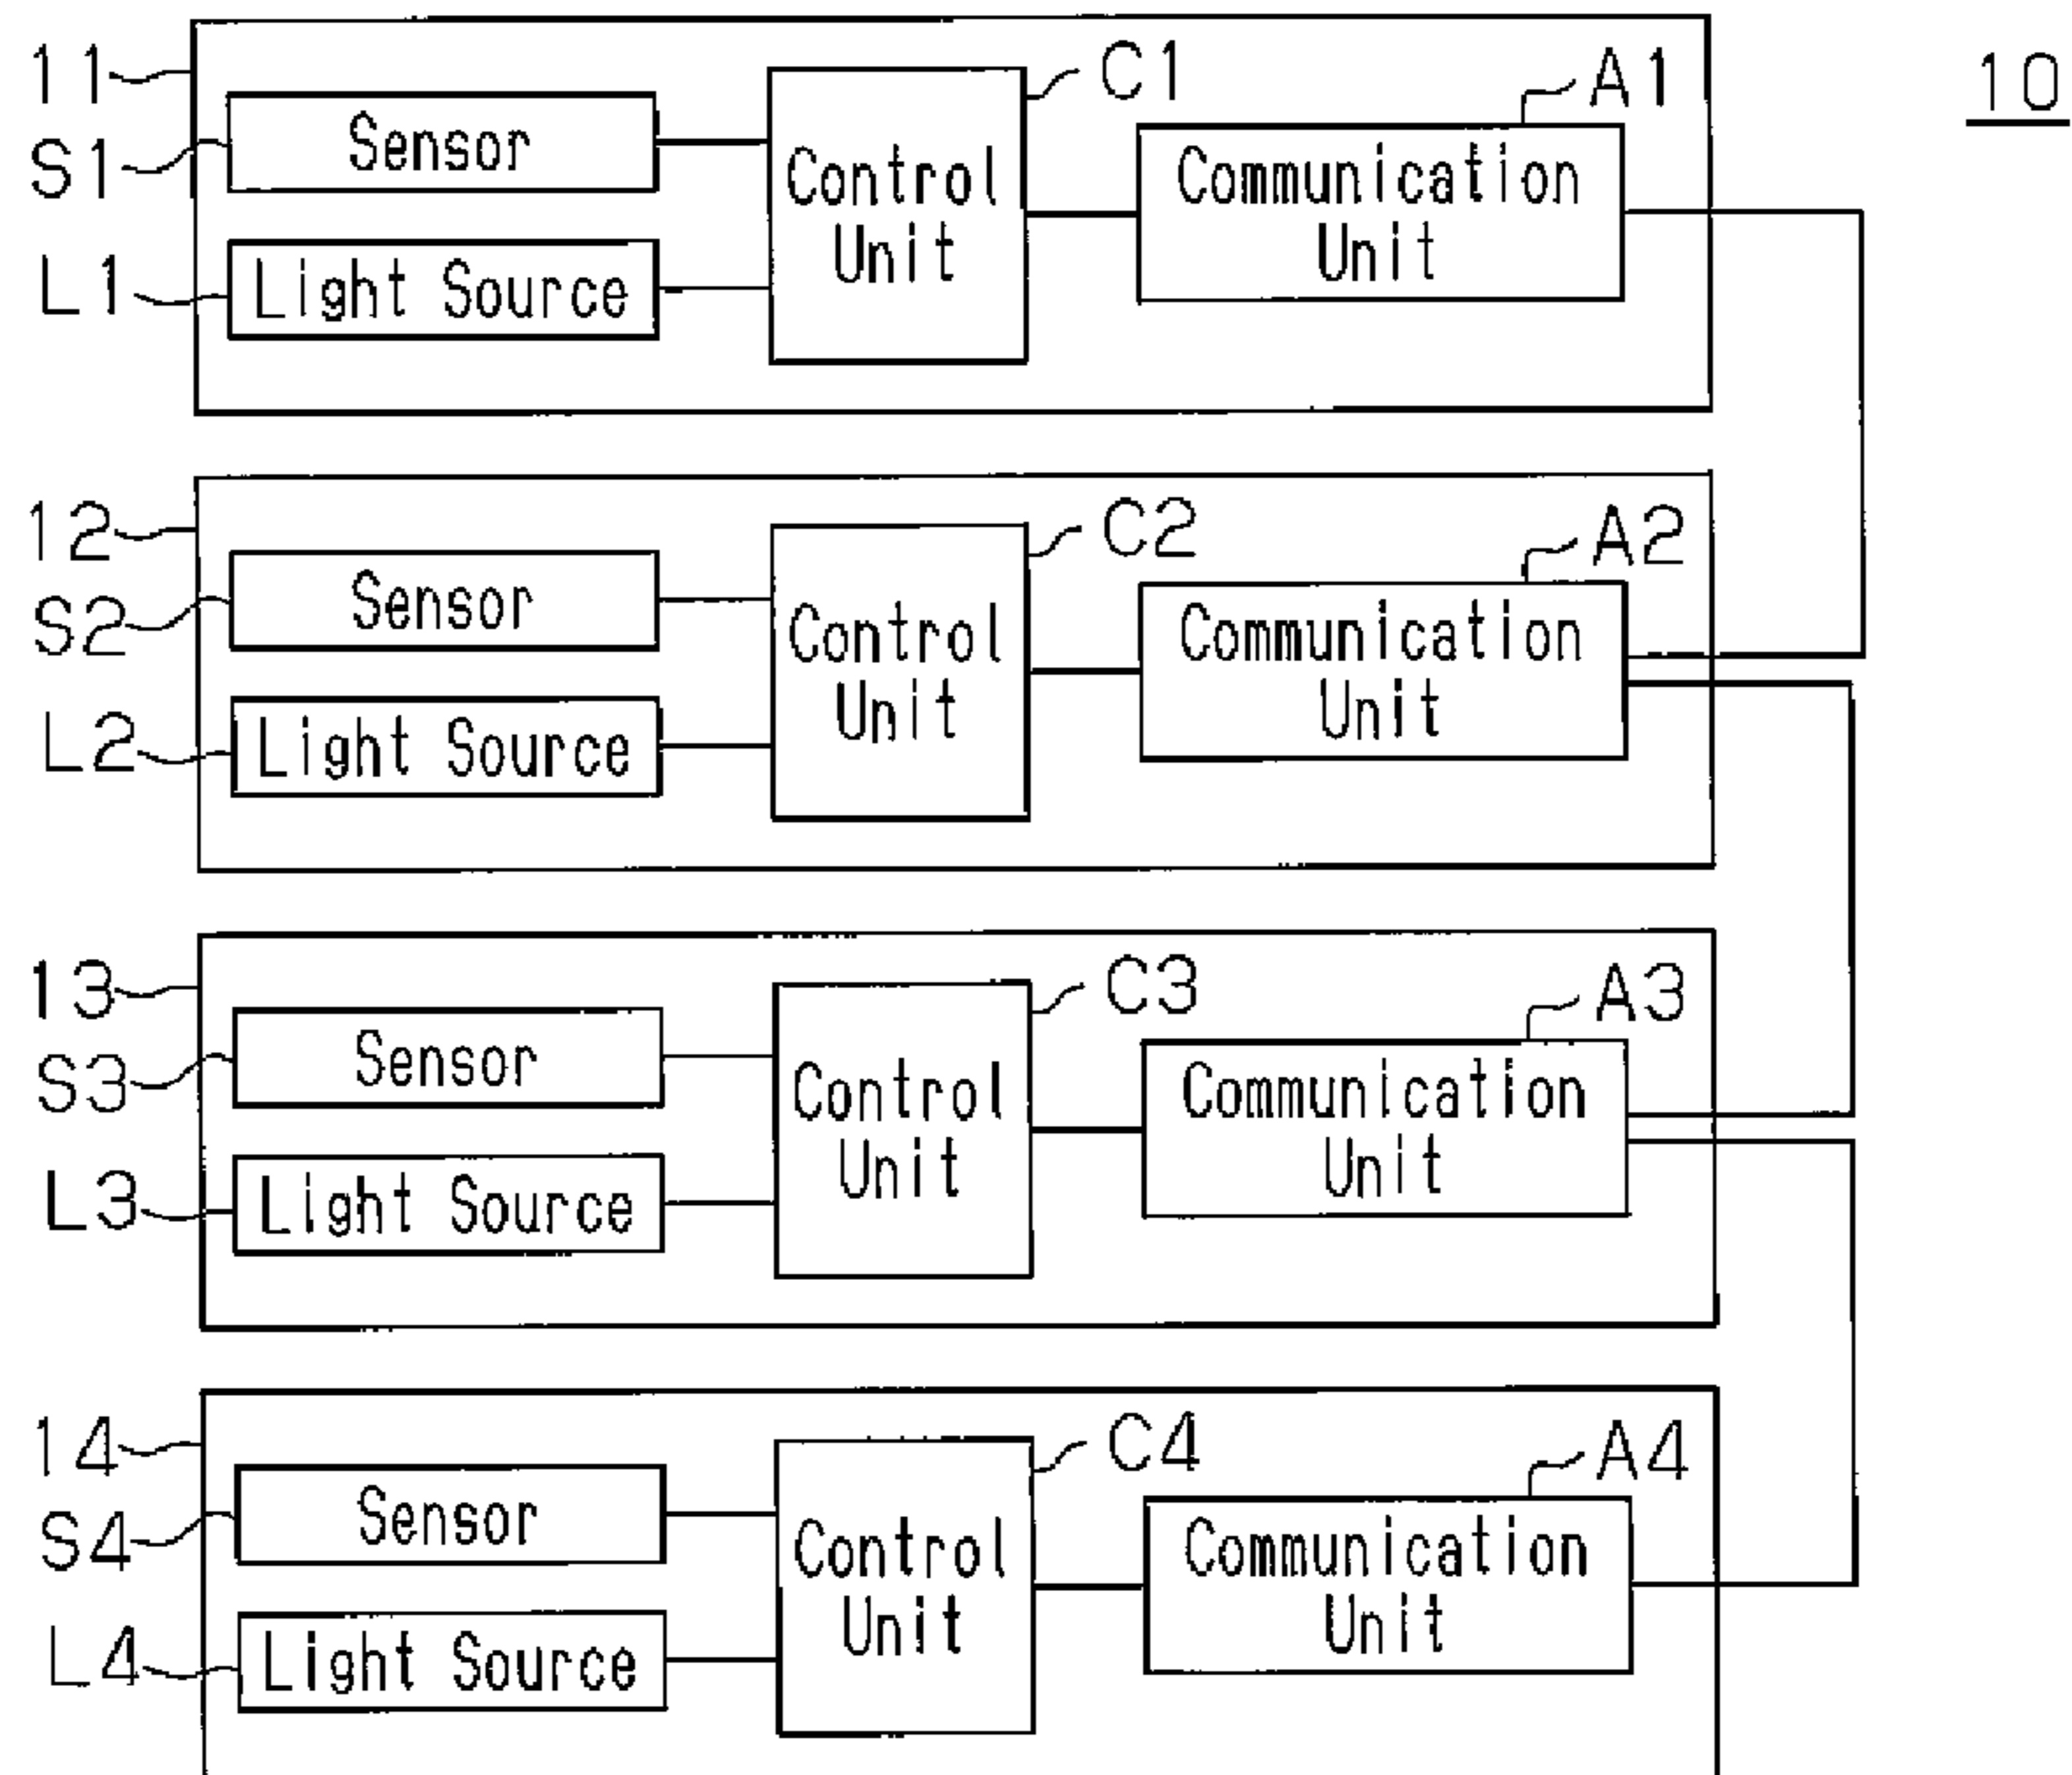 10
11
C1
A1
S1
Sensor
Control
Unit
Communication
Unit
L1
Light Source
12
C2
A2
S2
Sensor
Control
Unit
Communication
Unit
L2
Light Source
13
C3
A3
S3
Sensor
Control
Unit
Communication
Unit
L3
Light Source
14
C4
A4
S4
Sensor
Control
Unit
Communication
Unit
L4
Light Source